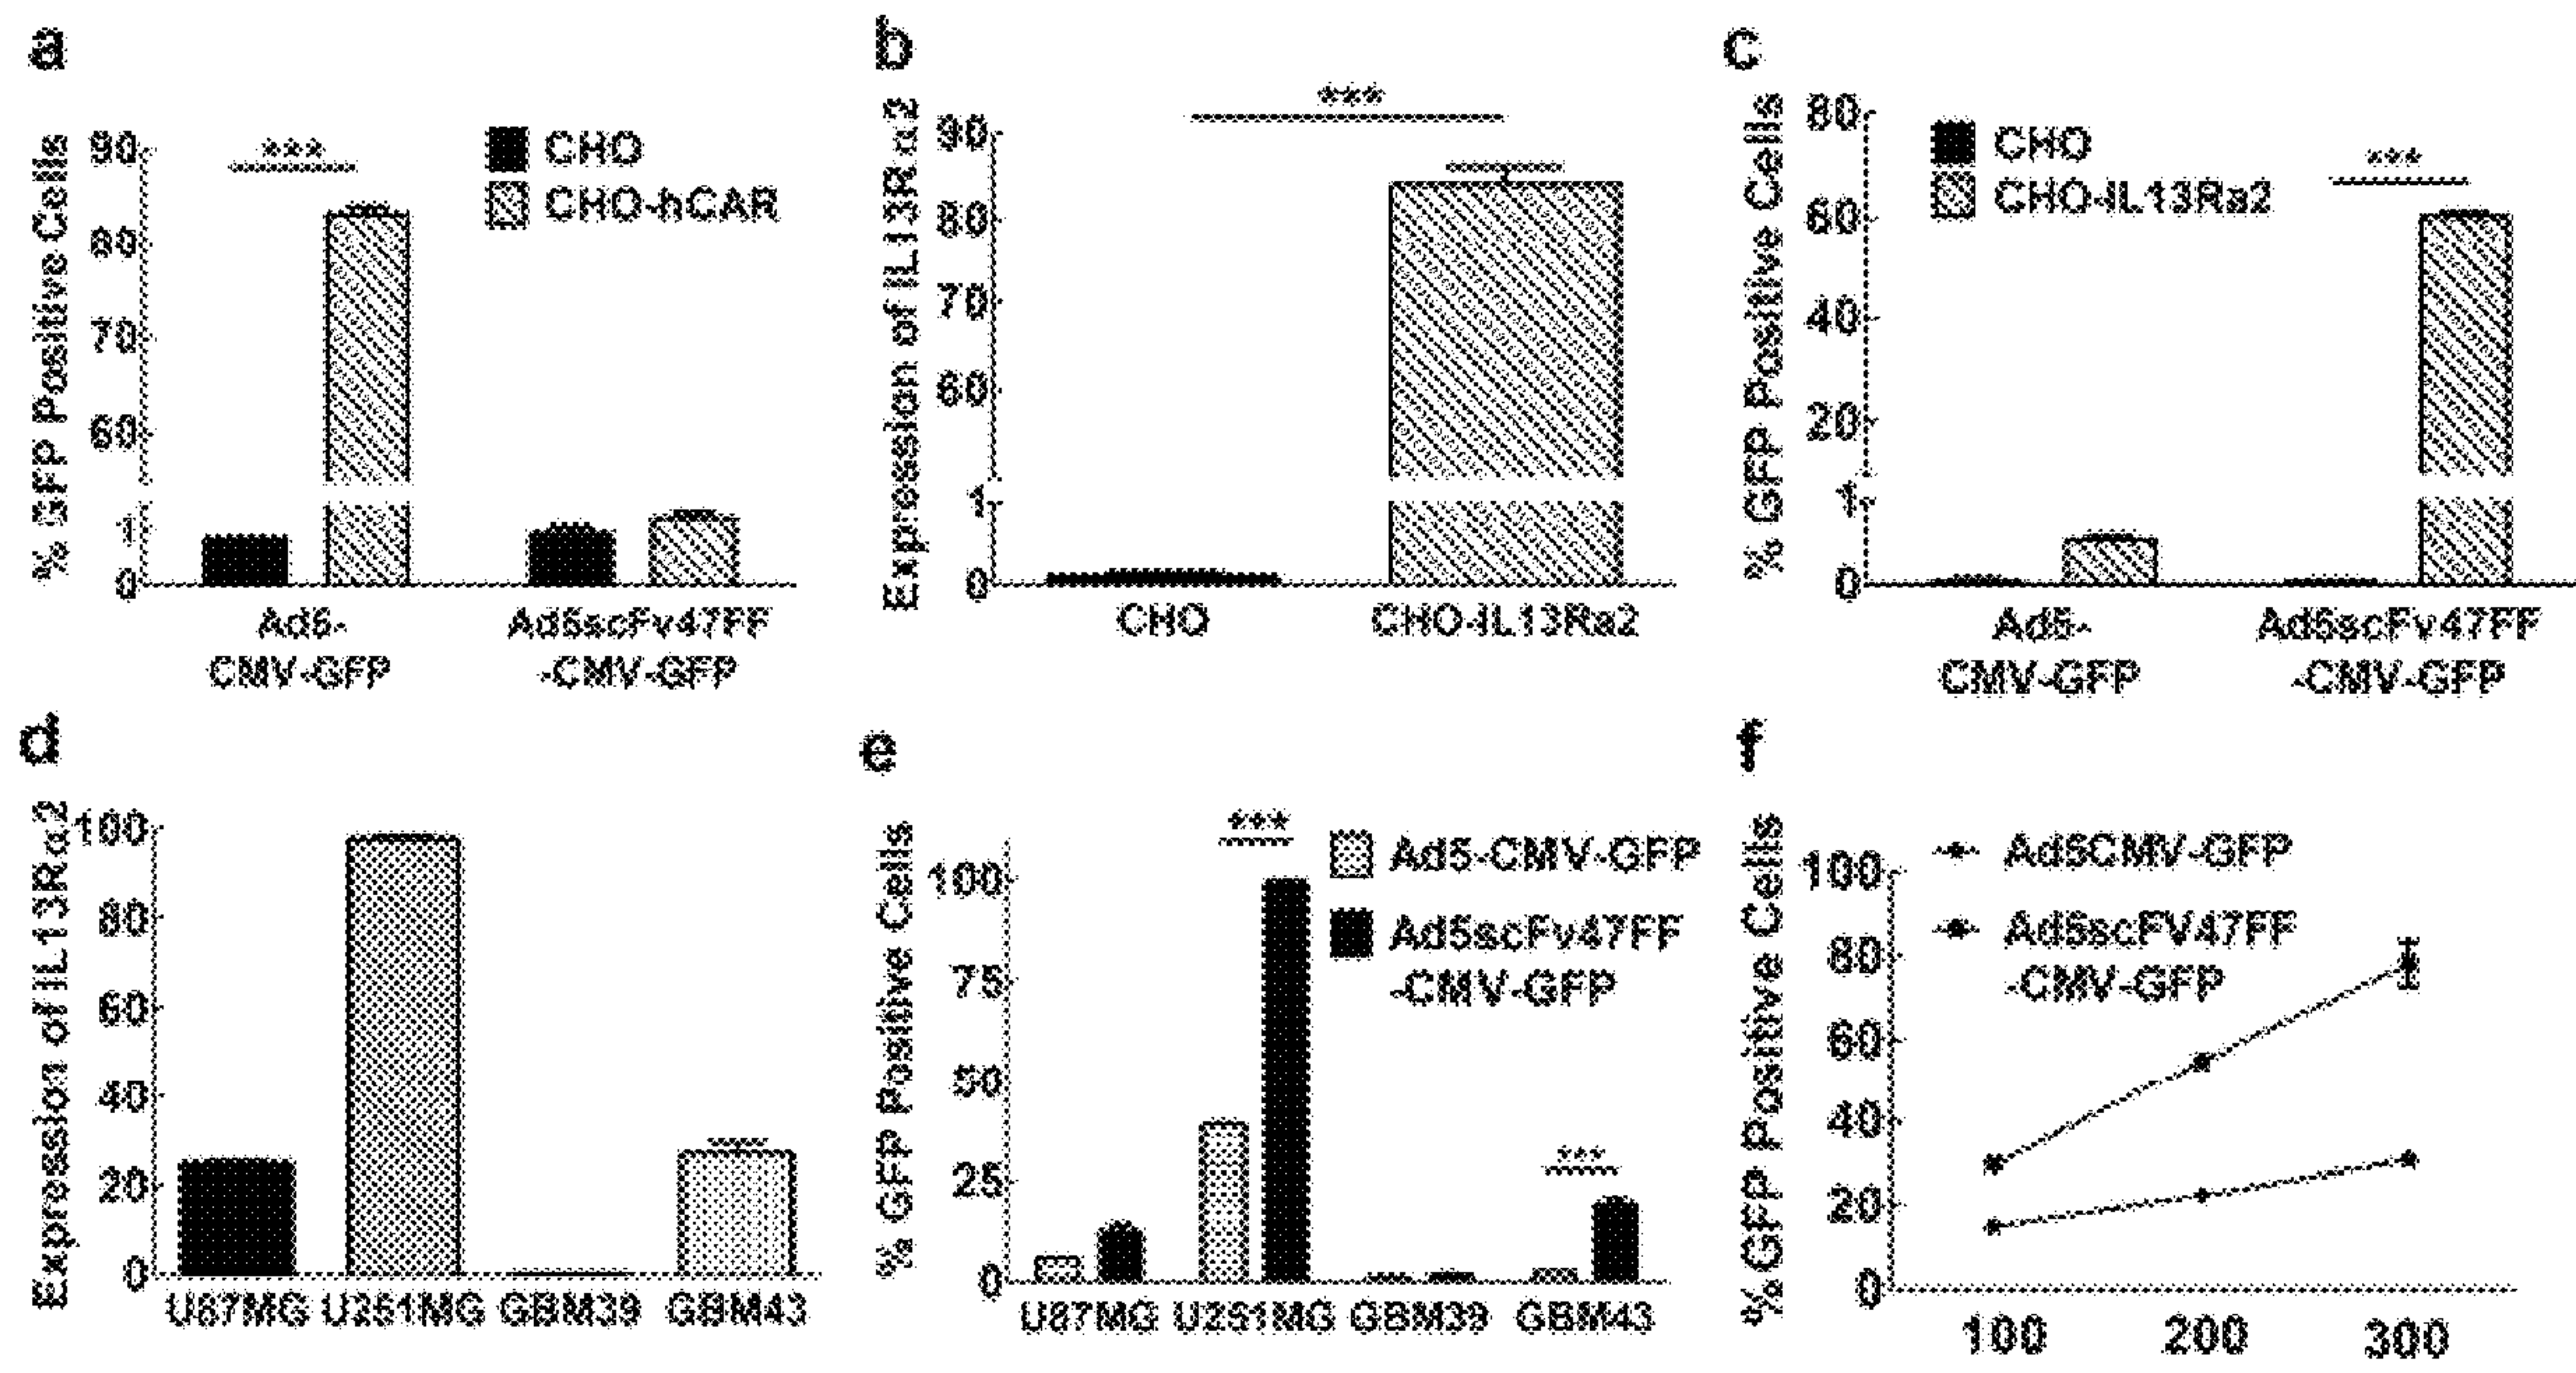 a
% GFP Positive Cells
90
80
70
60
1
0
***
CHO
CHO-hCAR
Ad5-
CMV-GFP
Ad5scFv47FF
-CMV-GFP
b
Expression of IL13Rα2
90
80
70
60
1
0
***
CHO
CHO-IL13Ra2
c
% GFP Positive Cells
80
60
40
20
1
0
CHO
CHO-IL13Ra2
***
Ad5-
CMV-GFP
Ad5scFv47FF
-CMV-GFP
d
Expression of IL13Rα2
100
80
60
40
20
0
U87MG U251MG GBM39 GBM43
e
% GFP Positive Cells
100
75
50
25
0
***
***
Ad5-CMV-GFP
Ad5scFv47FF
-CMV-GFP
U87MG U251MG GBM39 GBM43
f
%GFP Positive Cells
100
80
60
40
20
0
Ad5CMV-GFP
Ad5scFV47FF
-CMV-GFP
100 200 300